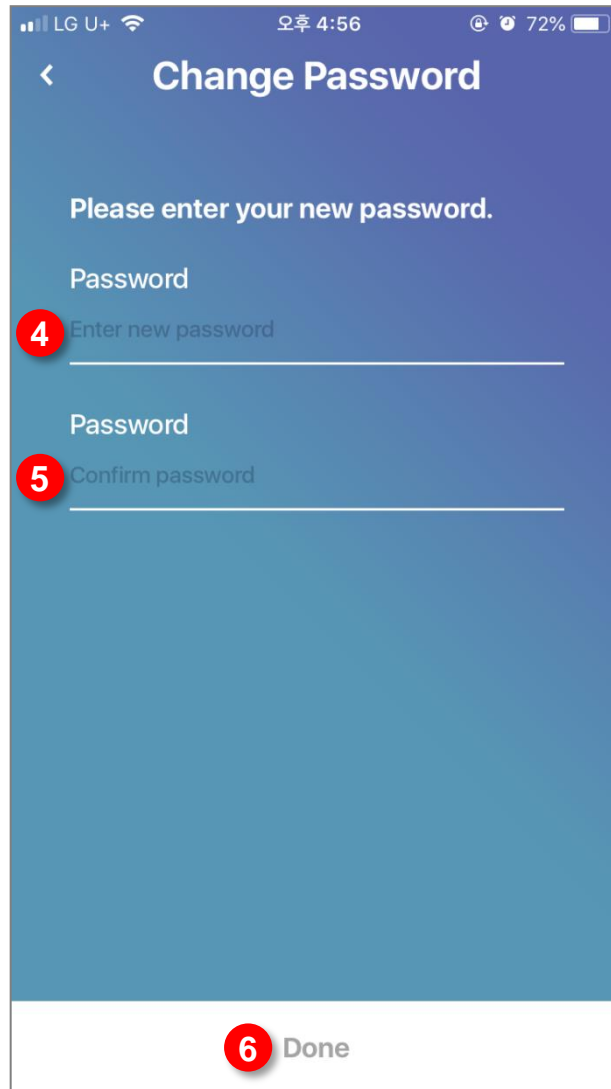 LG U+ 오후 4:56 72%
Change Password
Please enter your new password.
Password
4 Enter new password
Password
5 Confirm password
6 Done